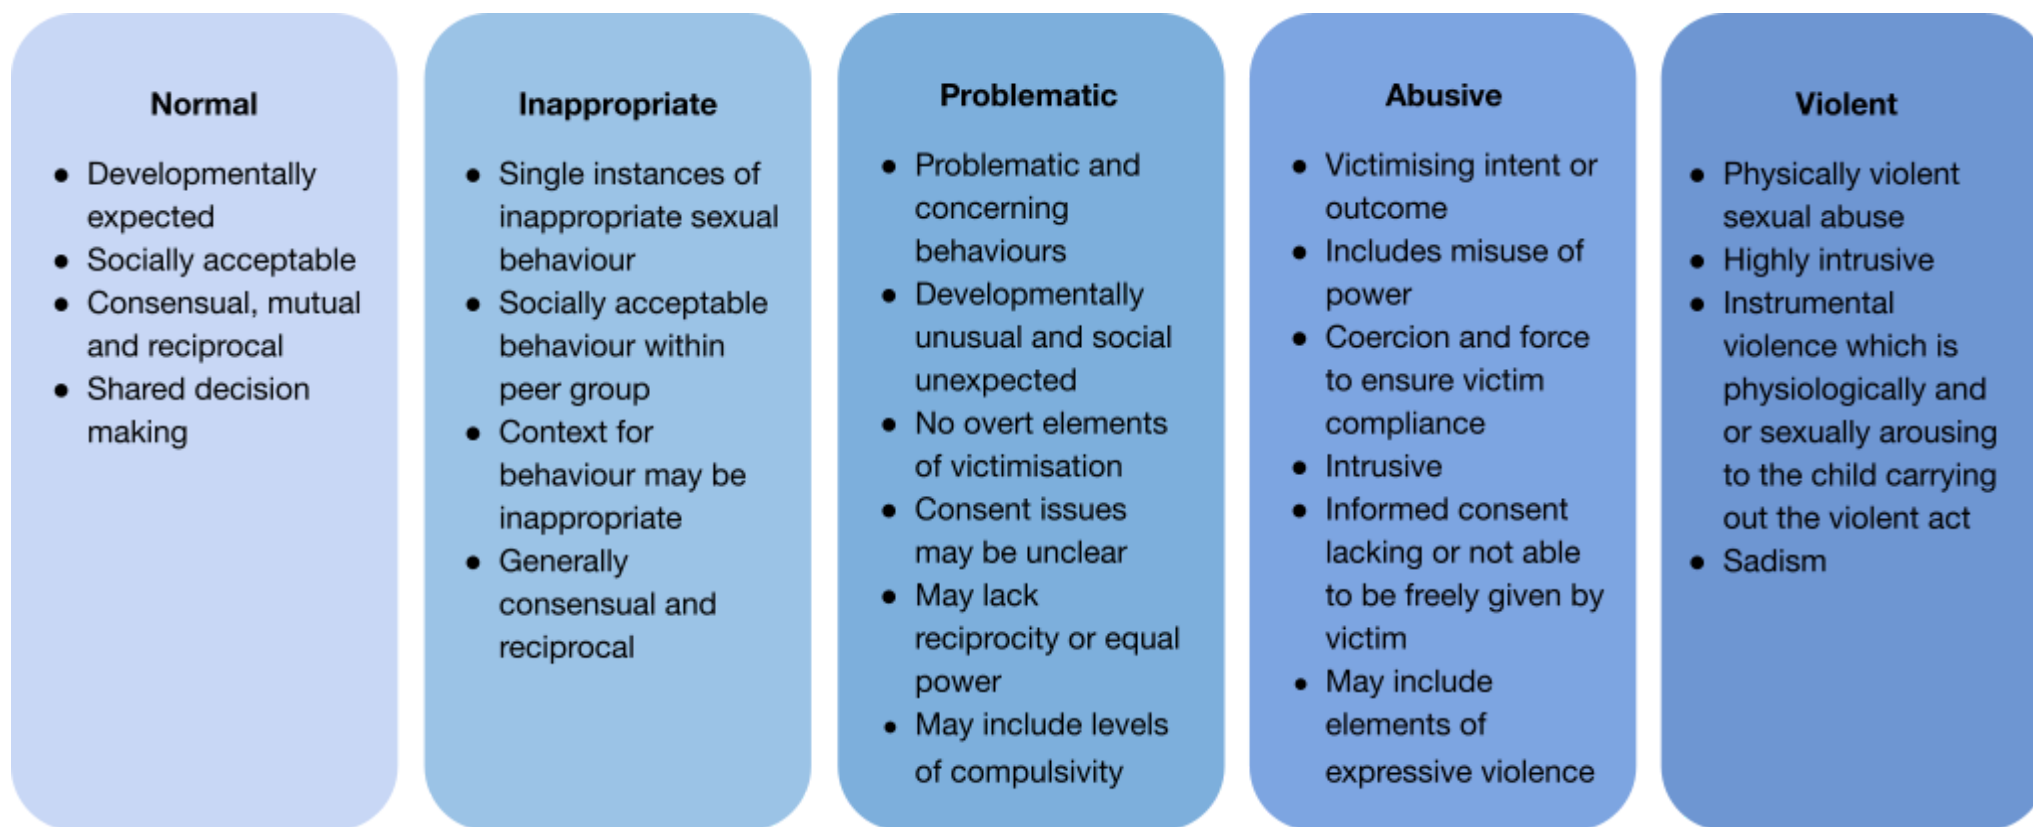 Normal
● Developmentally
expected
● Socially acceptable
● Consensual, mutual
and reciprocal
● Shared decision
making
Inappropriate
● Single instances of
inappropriate sexual
behaviour
● Socially acceptable
behaviour within
peer group
● Context for
behaviour may be
inappropriate
● Generally
consensual and
reciprocal
Problematic
● Problematic and
concerning
behaviours
● Developmentally
unusual and social
unexpected
● No overt elements
of victimisation
● Consent issues
may be unclear
● May lack
reciprocity or equal
power
● May include levels
of compulsivity
Abusive
● Victimising intent or
outcome
● Includes misuse of
power
● Coercion and force
to ensure victim
compliance
● Intrusive
● Informed consent
lacking or not able
to be freely given by
victim
● May include
elements of
expressive violence
Violent
● Physically violent
sexual abuse
● Highly intrusive
● Instrumental
violence which is
physiologically and
or sexually arousing
to the child carrying
out the violent act
● Sadism